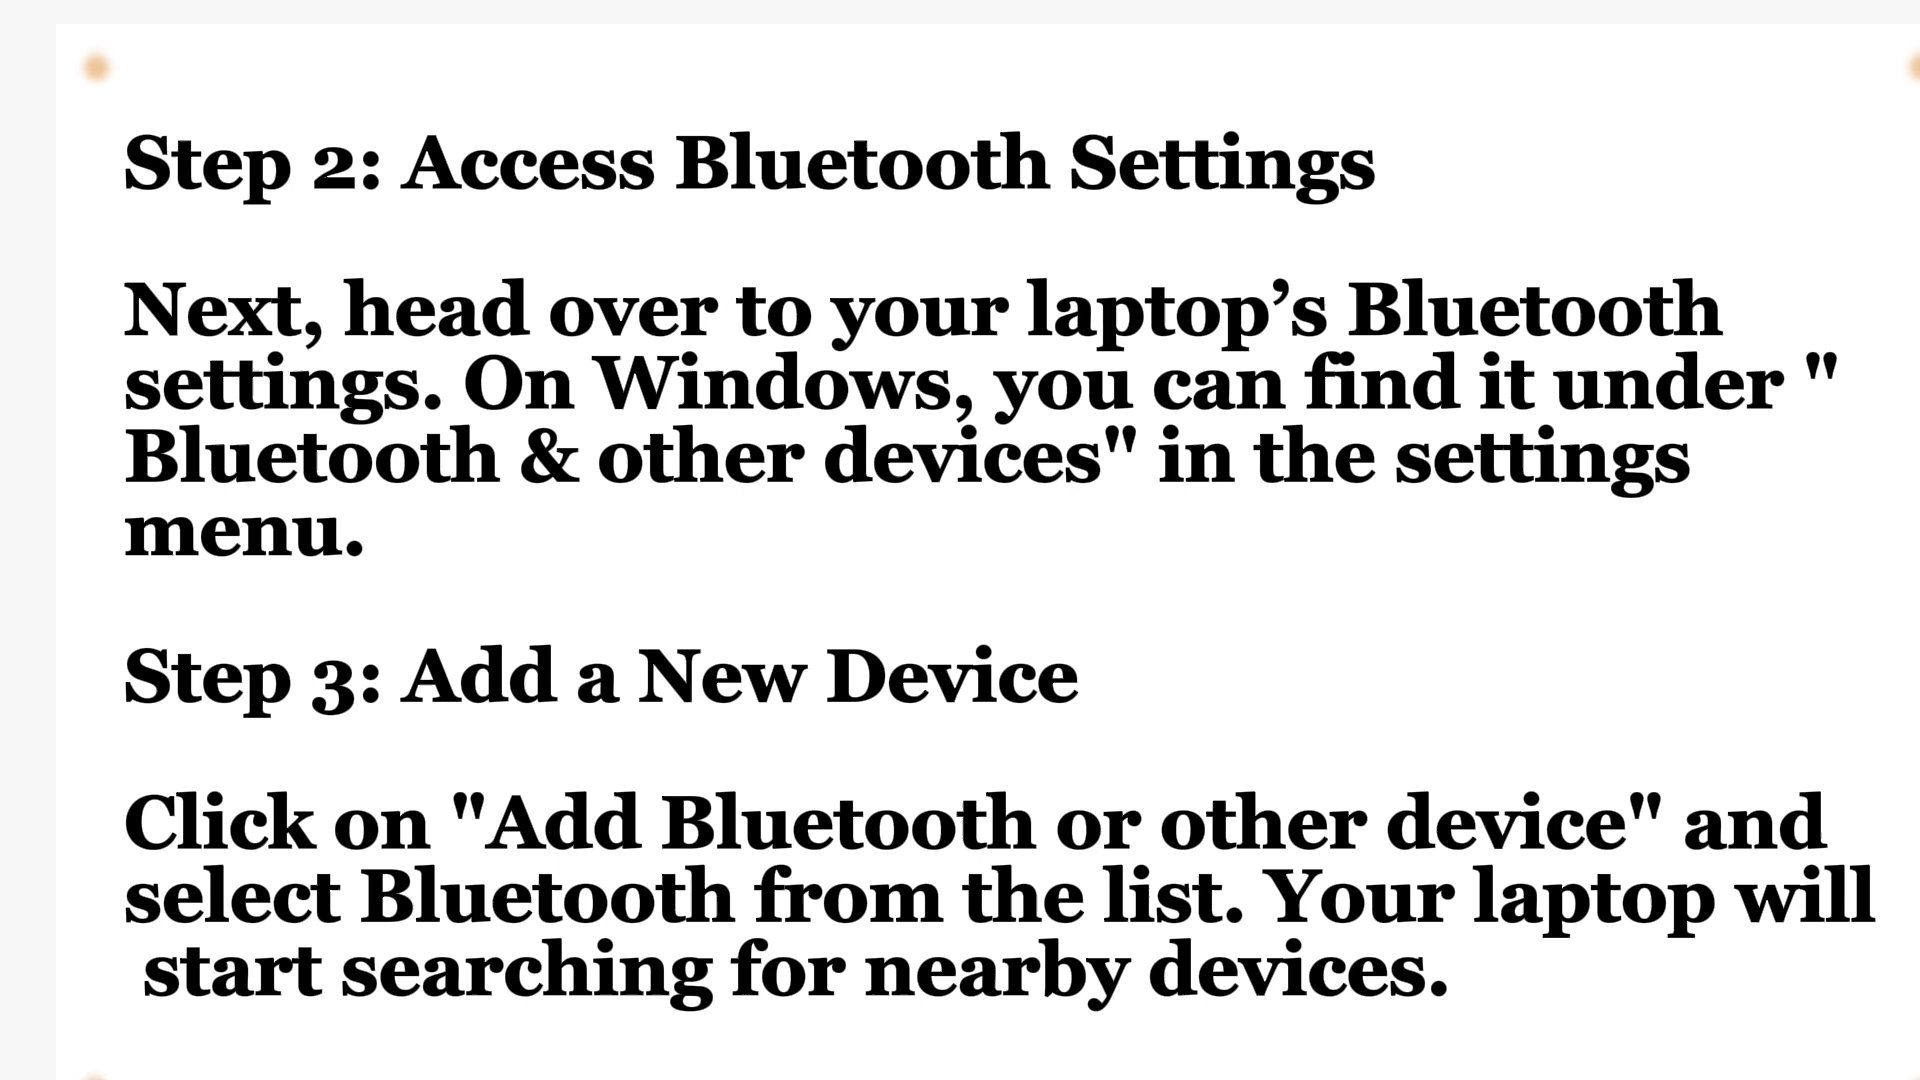 Step 2: Access Bluetooth Settings
Next, head over to your laptop’s Bluetooth
settings. On Windows, you can find it under "
Bluetooth & other devices" in the settings
menu.
Step 3: Add a New Device
Click on "Add Bluetooth or other device" and
select Bluetooth from the list. Your laptop will
start searching for nearby devices.